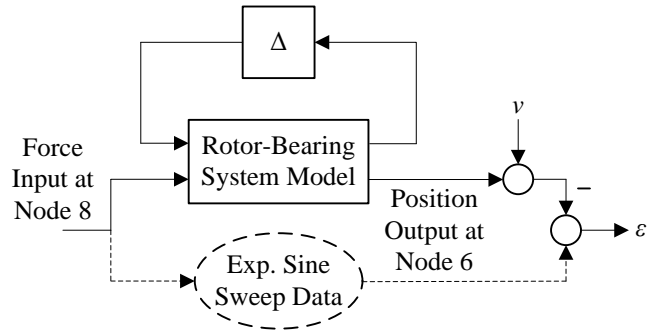 Δ
Rotor-Bearing
System Model
Force
Input at
Node 8
Position
Output at
Node 6
ν
−
ε
Exp. Sine
Sweep Data